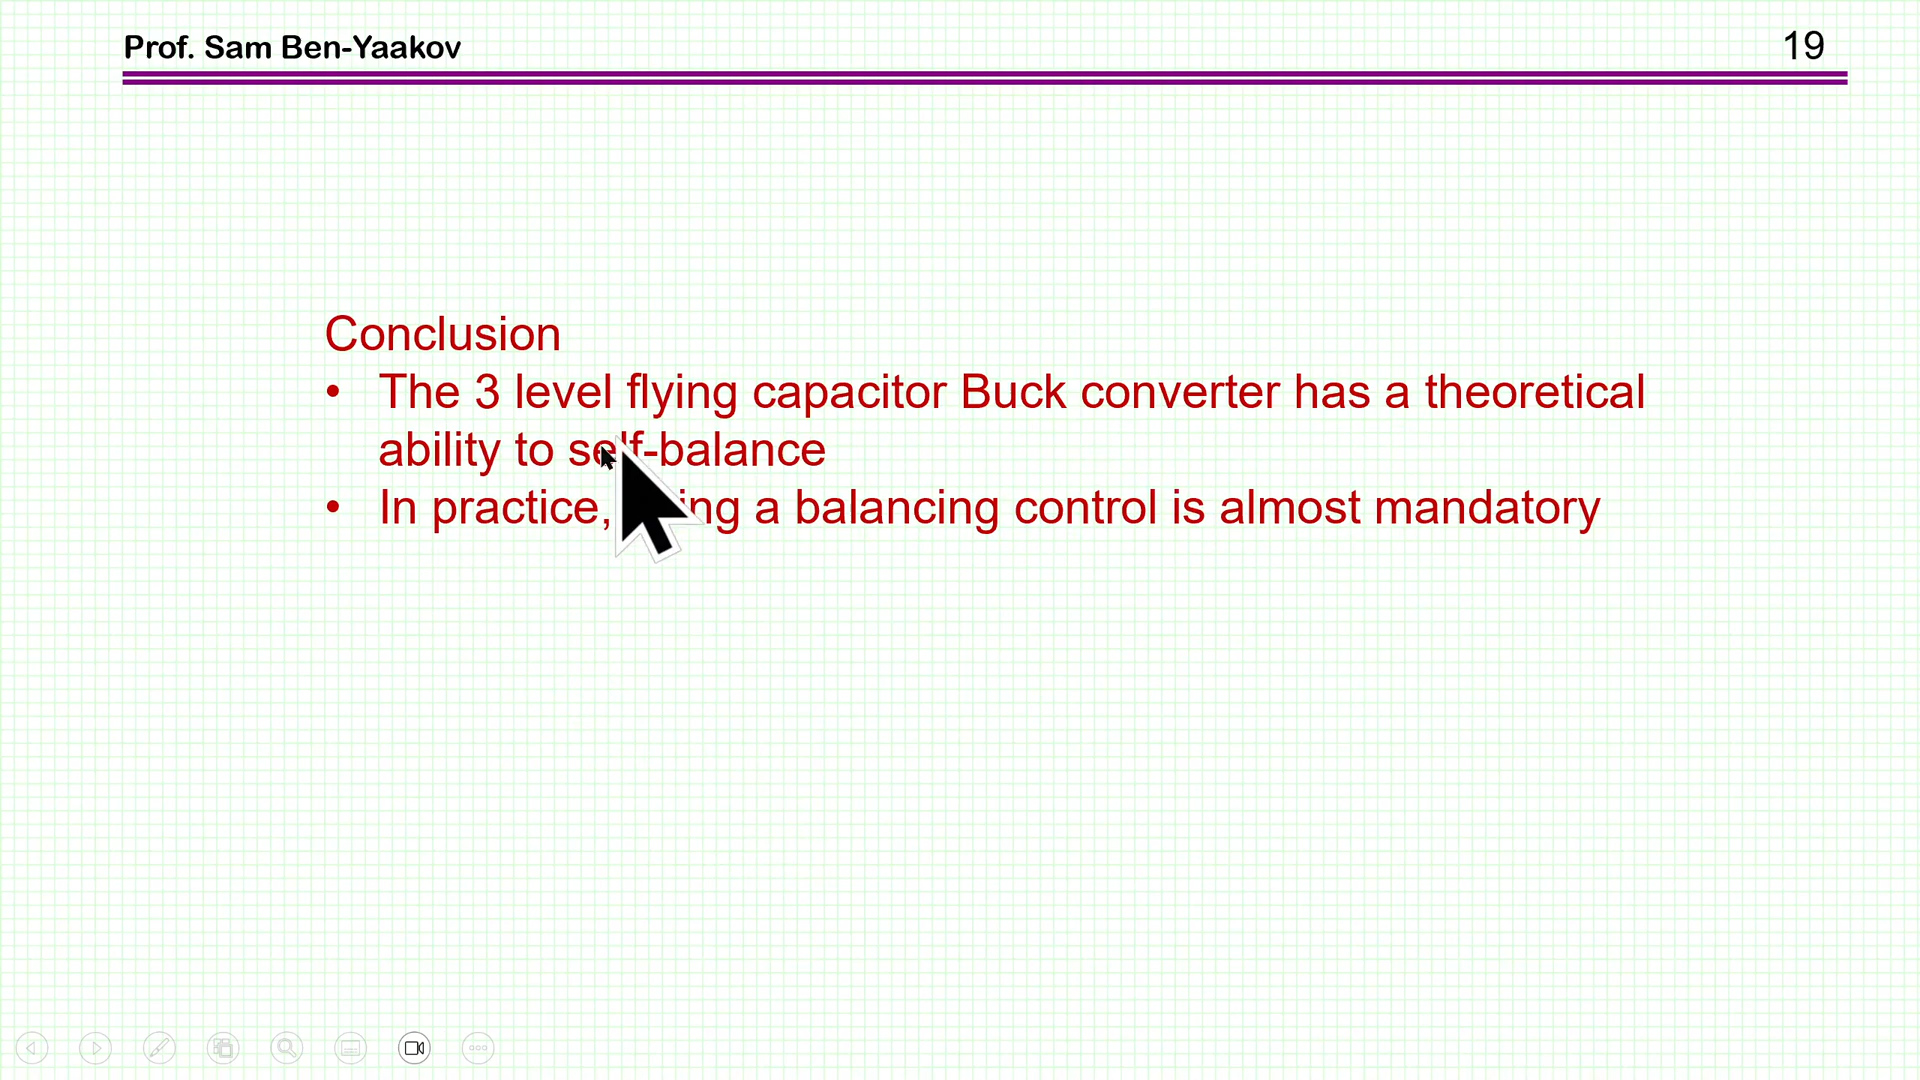 Prof. Sam Ben-Yaakov
19
Conclusion
• The 3 level flying capacitor Buck converter has a theoretical
ability to self-balance
• In practice, a balancing control is almost mandatory